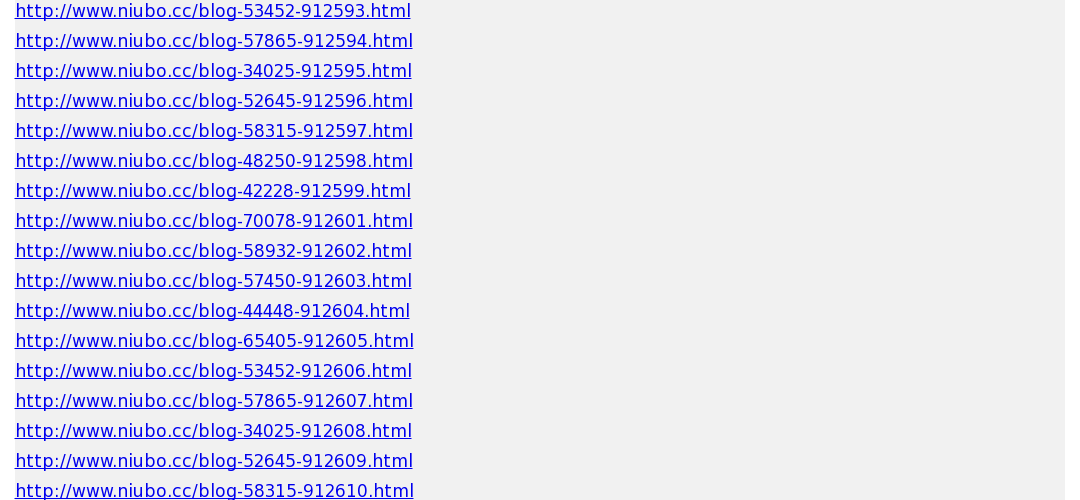 http://www.niubo.cc/blog-53452-912593.html
http://www.niubo.cc/blog-57865-912594.html
http://www.niubo.cc/blog-34025-912595.html
http://www.niubo.cc/blog-52645-912596.html
http://www.niubo.cc/blog-58315-912597.html
http://www.niubo.cc/blog-48250-912598.html
http://www.niubo.cc/blog-42228-912599.html
http://www.niubo.cc/blog-70078-912601.html
http://www.niubo.cc/blog-58932-912602.html
http://www.niubo.cc/blog-57450-912603.html
http://www.niubo.cc/blog-44448-912604.html
http://www.niubo.cc/blog-65405-912605.html
http://www.niubo.cc/blog-53452-912606.html
http://www.niubo.cc/blog-57865-912607.html
http://www.niubo.cc/blog-34025-912608.html
http://www.niubo.cc/blog-52645-912609.html
http://www.niubo.cc/blog-58315-912610.html